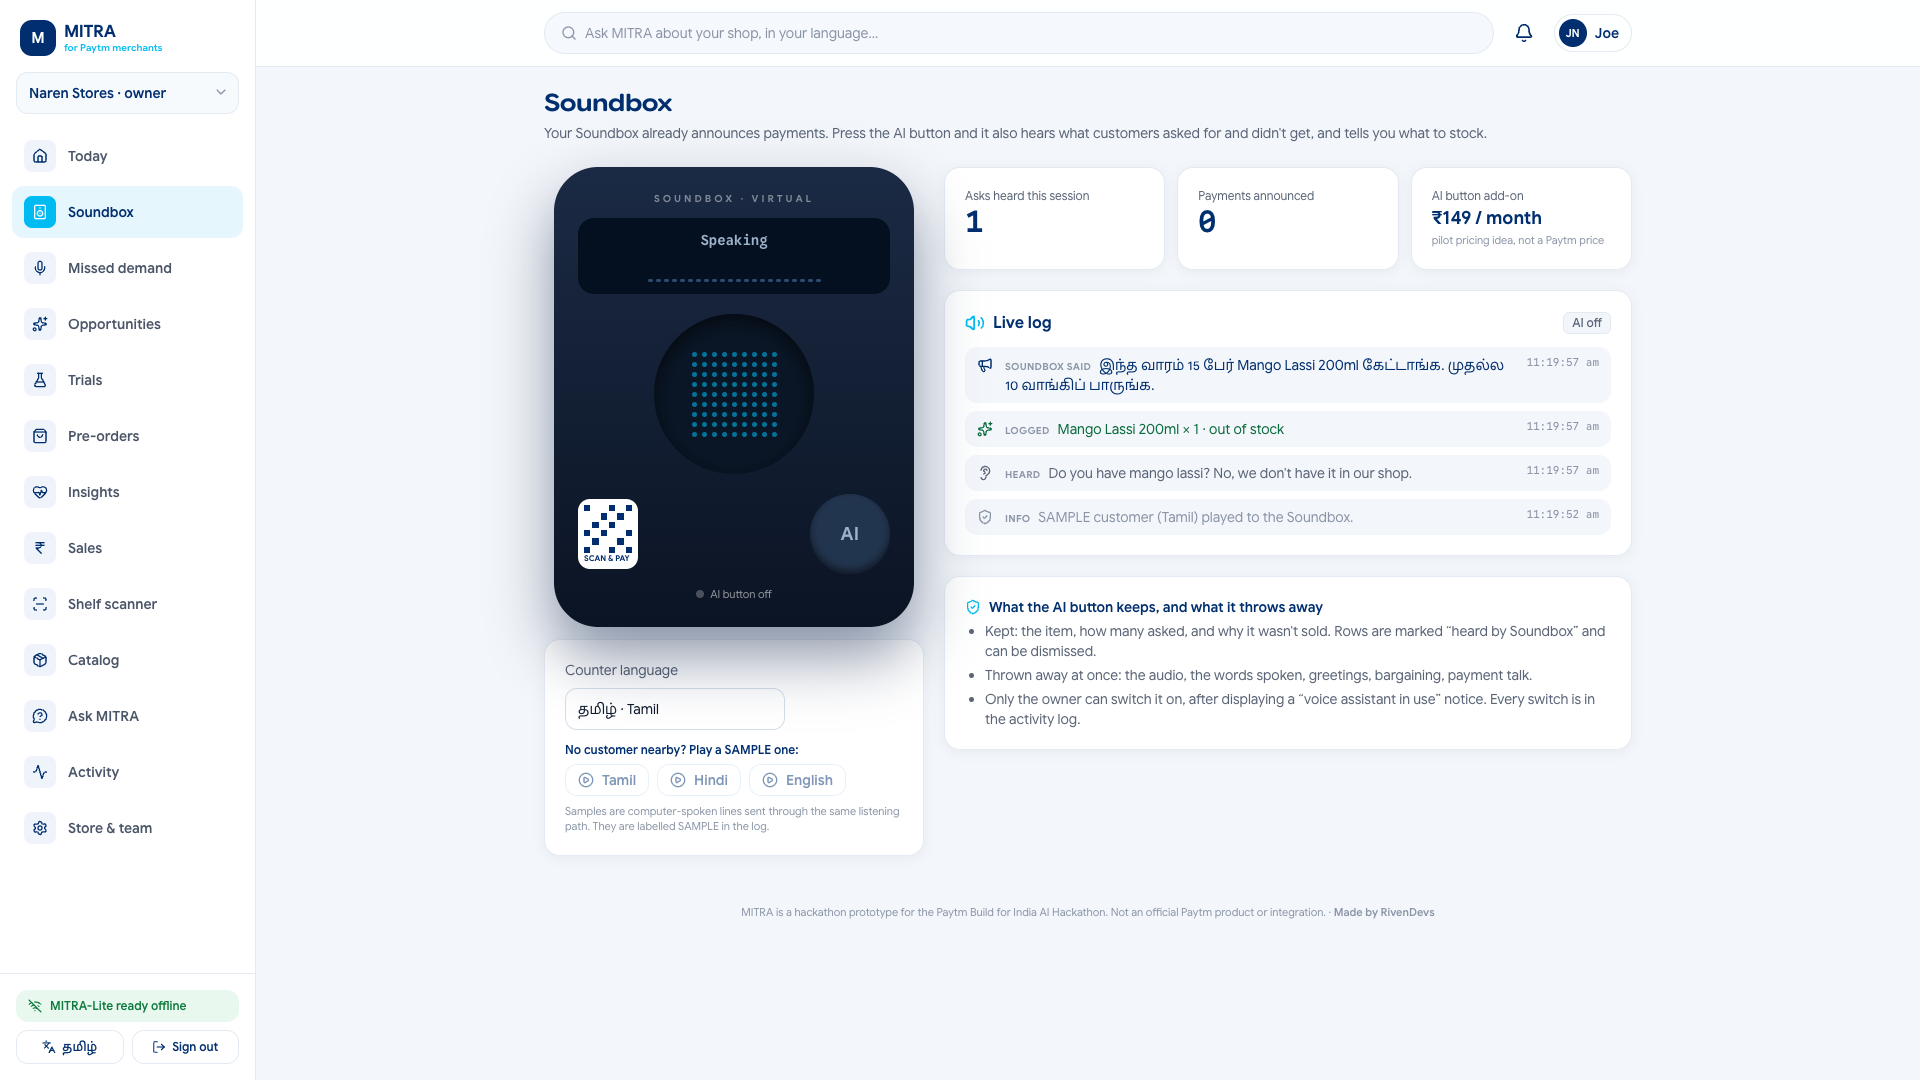 M
MITRA
for Paytm merchants
Naren Stores · owner
Today
Soundbox
Missed demand
Opportunities
Trials
Pre-orders
Insights
Sales
Shelf scanner
Catalog
Ask MITRA
Activity
Store & team
MITRA-Lite ready offline
தமிழ்
Sign out
Ask MITRA about your shop, in your language...
JN
Joe
Soundbox
Your Soundbox already announces payments. Press the AI button and it also hears what customers asked for and didn't get, and tells you what to stock.
SOUNDBOX · VIRTUAL
Speaking
SCAN & PAY
AI
AI button off
Counter language
தமிழ் · Tamil
No customer nearby? Play a SAMPLE one:
Tamil
Hindi
English
Samples are computer-spoken lines sent through the same listening
path. They are labelled SAMPLE in the log.
Asks heard this session
1
Payments announced
0
AI button add-on
₹149 / month
pilot pricing idea, not a Paytm price
Live log
AI off
SOUNDBOX SAID இந்த வாரம் 15 பேர் Mango Lassi 200ml கேட்டாங்க. முதல்ல
10 வாங்கிப் பாருங்க.
11:19:57 am
LOGGED Mango Lassi 200ml × 1 · out of stock
11:19:57 am
HEARD Do you have mango lassi? No, we don't have it in our shop.
11:19:57 am
INFO SAMPLE customer (Tamil) played to the Soundbox.
11:19:52 am
What the AI button keeps, and what it throws away
Kept: the item, how many asked, and why it wasn't sold. Rows are marked “heard by Soundbox” and
can be dismissed.
Thrown away at once: the audio, the words spoken, greetings, bargaining, payment talk.
Only the owner can switch it on, after displaying a “voice assistant in use” notice. Every switch is in
the activity log.
MITRA is a hackathon prototype for the Paytm Build for India AI Hackathon. Not an official Paytm product or integration. · Made by RivenDevs